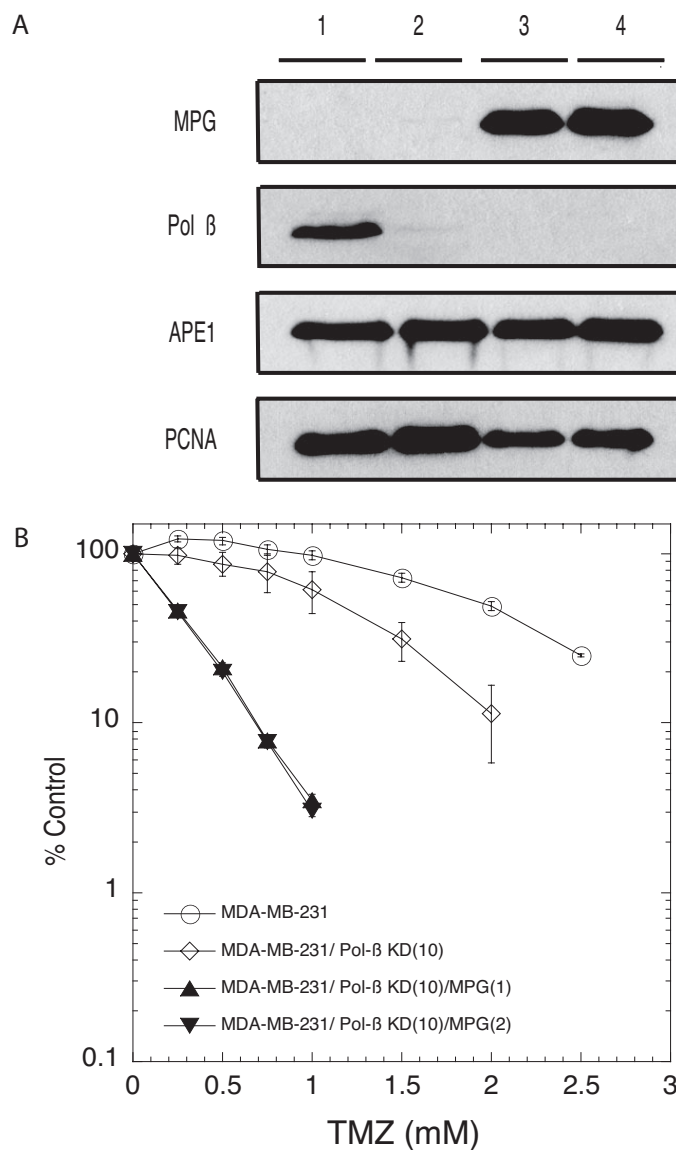 A
1 2 3 4
MPG
Pol ß
APE1
PCNA
B
100
10
1
0.1
% Control
MDA-MB-231
MDA-MB-231/ Pol-ß KD(10)
MDA-MB-231/ Pol-ß KD(10)/MPG(1)
MDA-MB-231/ Pol-ß KD(10)/MPG(2)
0 0.5 1 1.5 2 2.5 3
TMZ (mM)